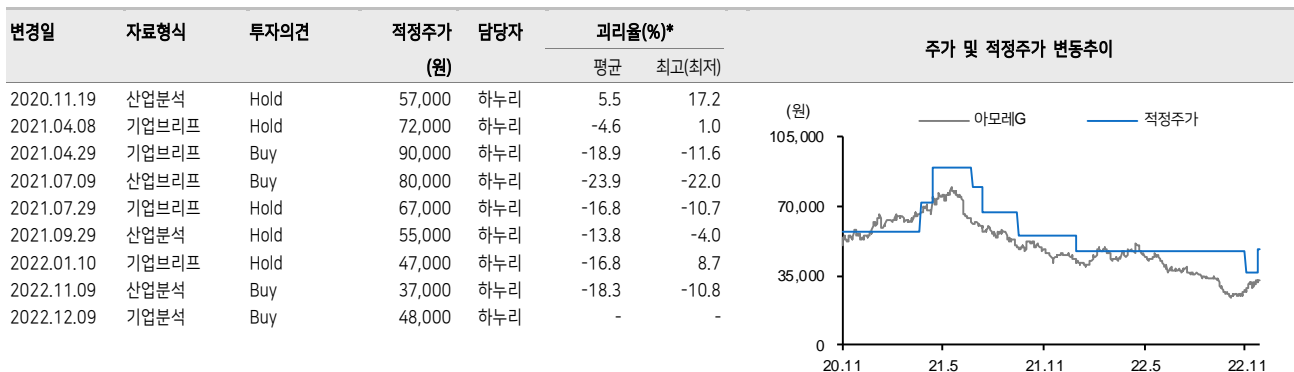 변경일 자료형식 투자의견 적정주가 담당자 괴리율(%)* 주가 및 적정주가 변동추이
(원) 평균 최고(최저)
2020.11.19 산업분석 Hold 57,000 하누리 5.5 17.2
2021.04.08 기업브리프 Hold 72,000 하누리 -4.6 1.0
2021.04.29 기업브리프 Buy 90,000 하누리 -18.9 -11.6
2021.07.09 산업브리프 Buy 80,000 하누리 -23.9 -22.0
2021.07.29 기업브리프 Hold 67,000 하누리 -16.8 -10.7
2021.09.29 산업분석 Hold 55,000 하누리 -13.8 -4.0
2022.01.10 기업브리프 Hold 47,000 하누리 -16.8 8.7
2022.11.09 산업분석 Buy 37,000 하누리 -18.3 -10.8
2022.12.09 기업분석 Buy 48,000 하누리 - -
(원)
아모레G 적정주가
105,000
70,000
35,000
0
20.11 21.5 21.11 22.5 22.11